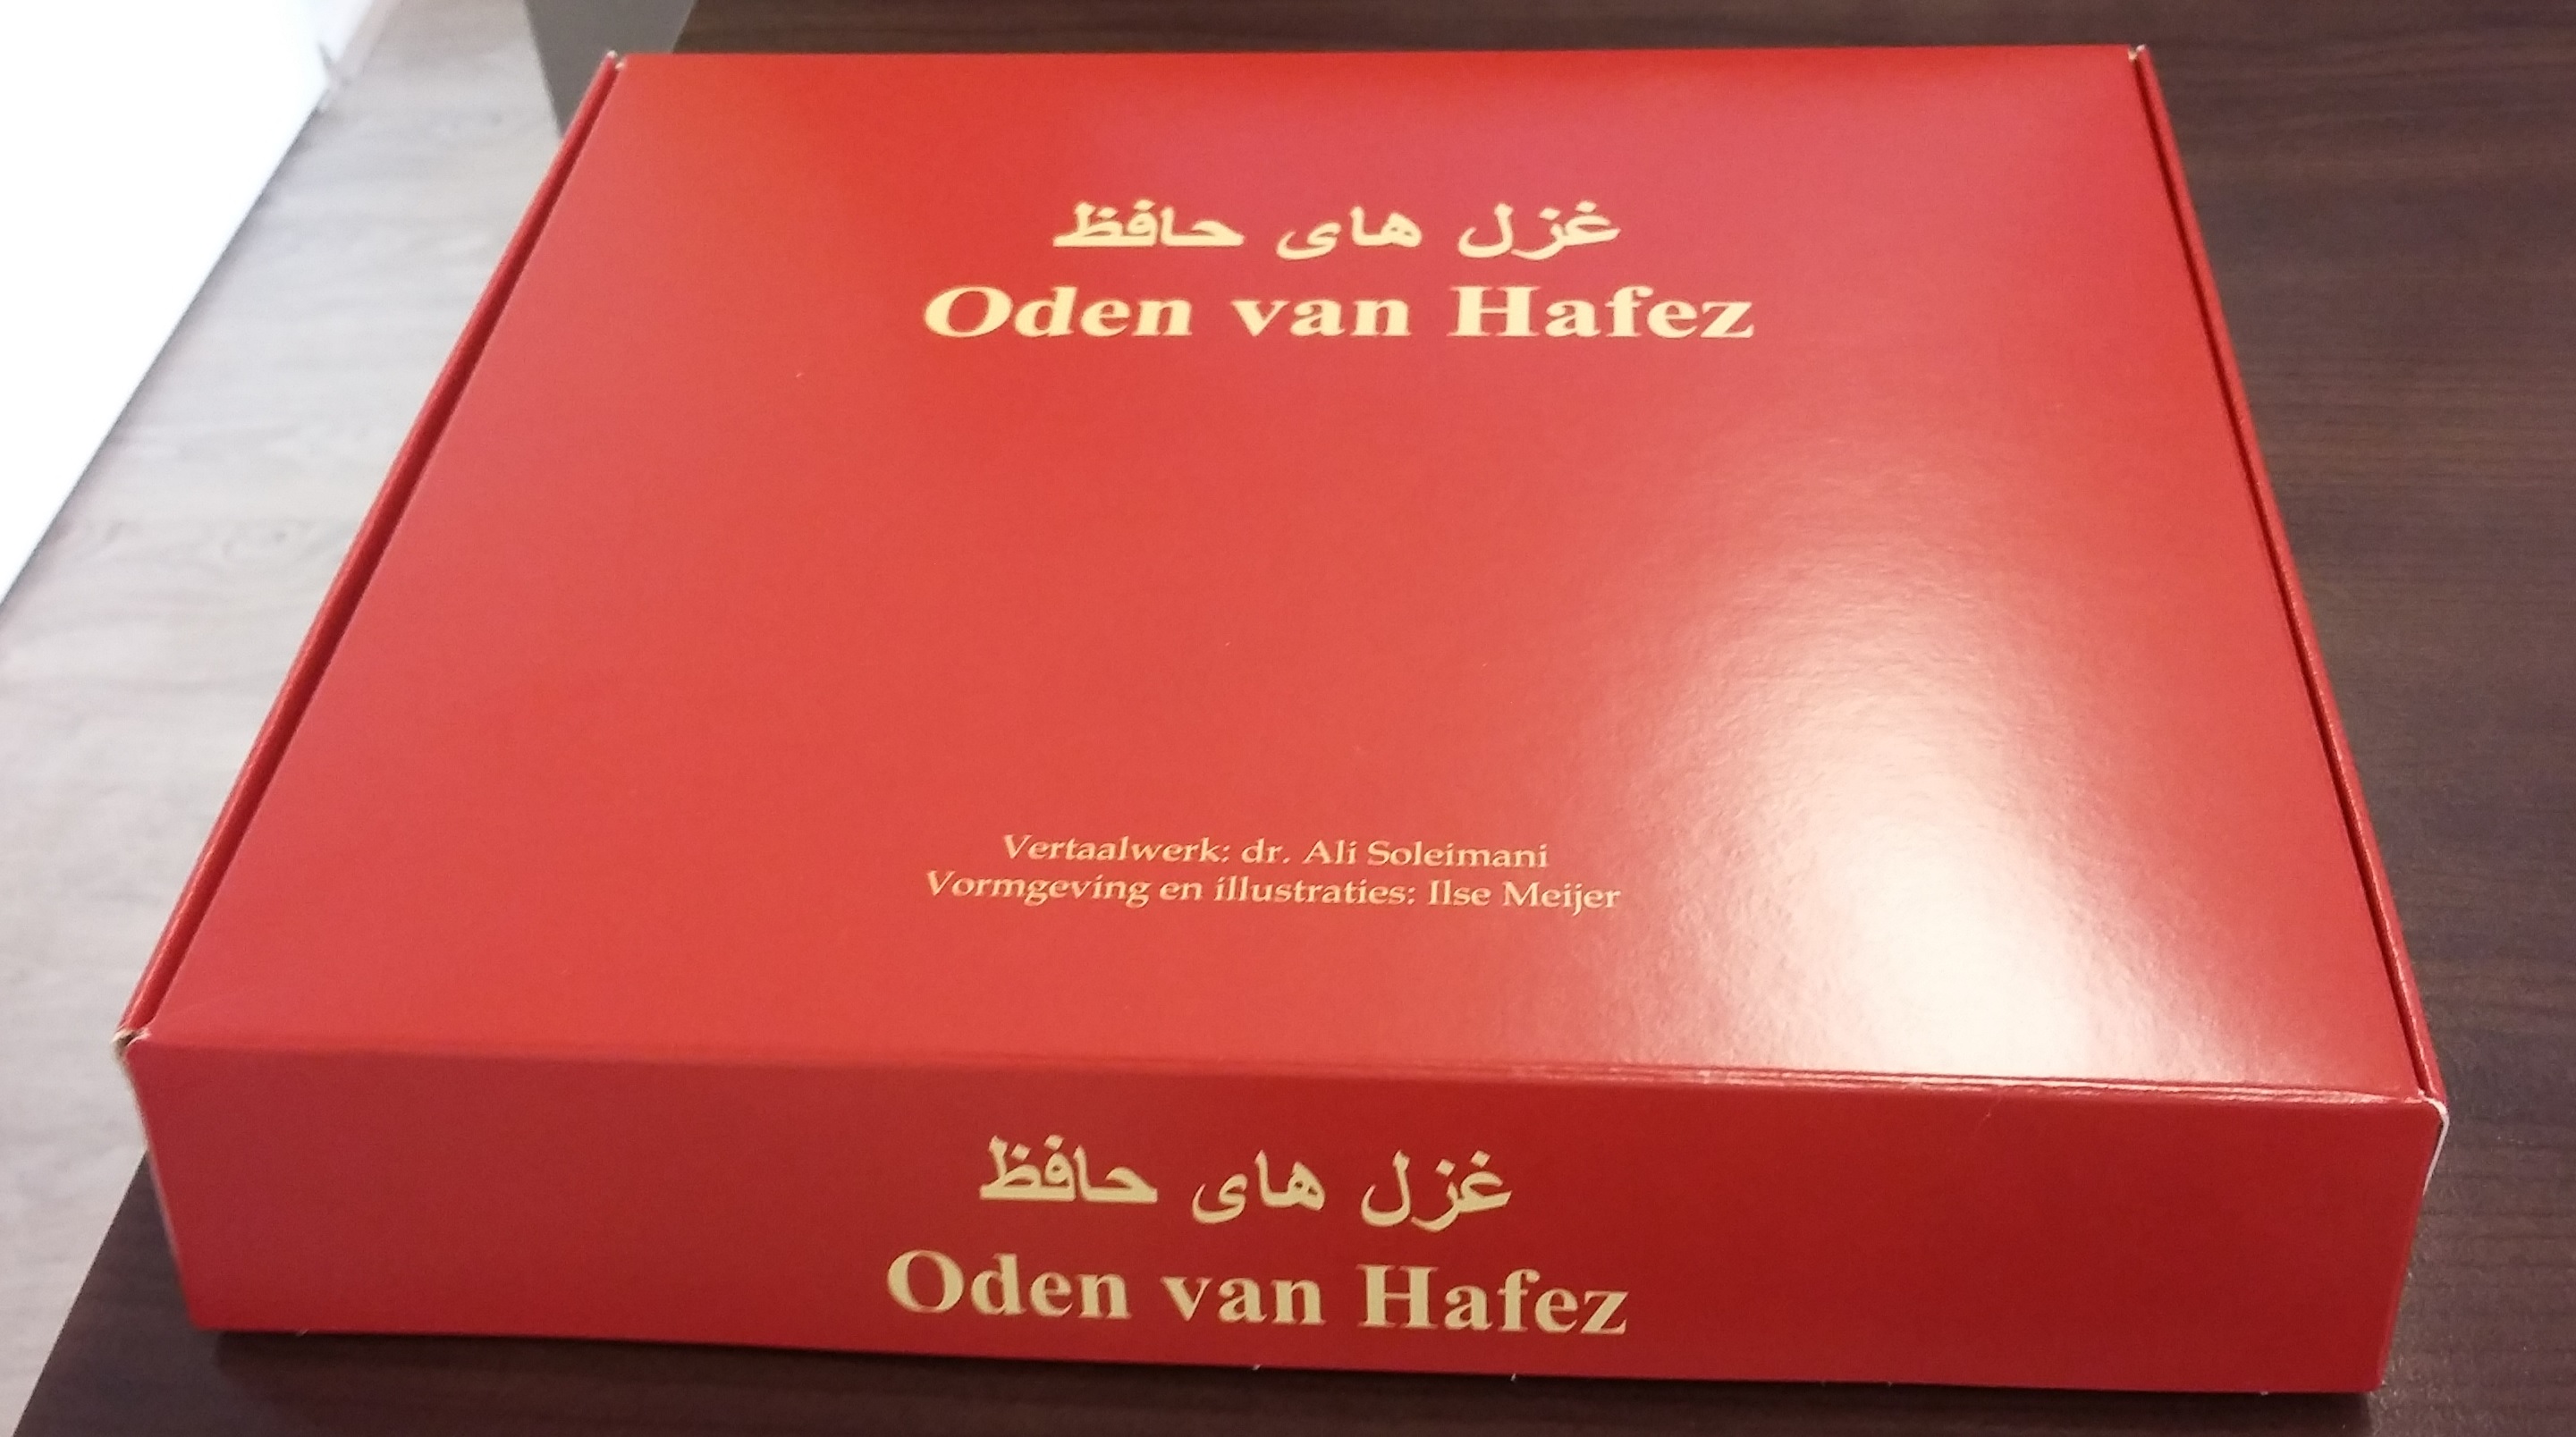 غزل های حافظ
Oden van Hafez
Vertaalwerk: dr. Ali Soleimani
Vormgeving en illustraties: Ilse Meijer
غزل های حافظ
Oden van Hafez